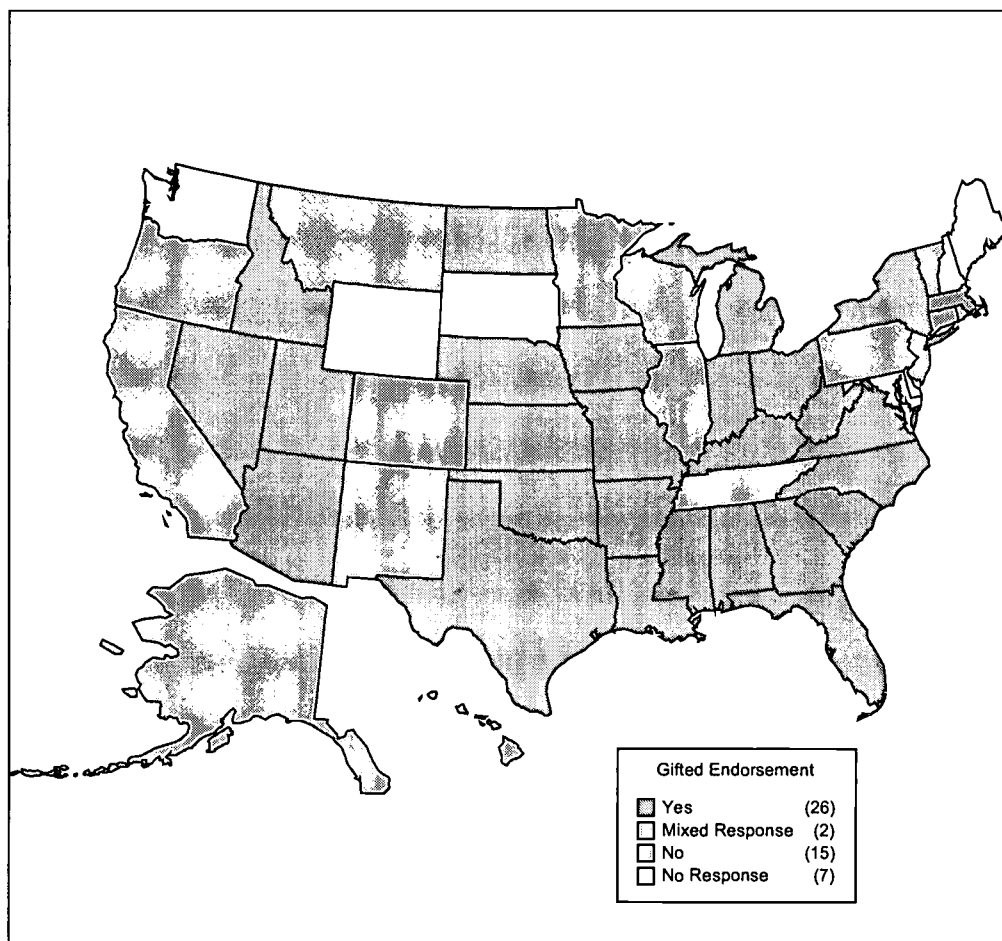 Gifted Endorsement
Yes (26)
Mixed Response (2)
No (15)
No Response (7)